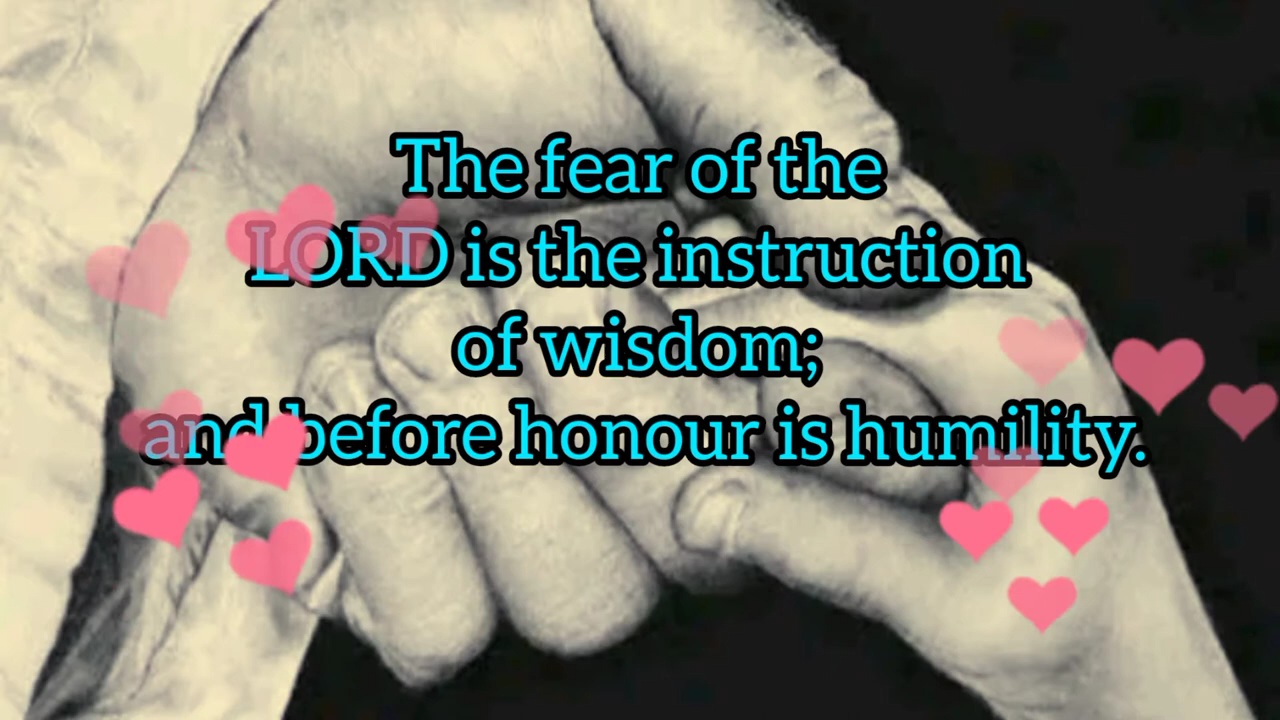 The fear of the
LORD is the instruction
of wisdom;
and before honour is humility.